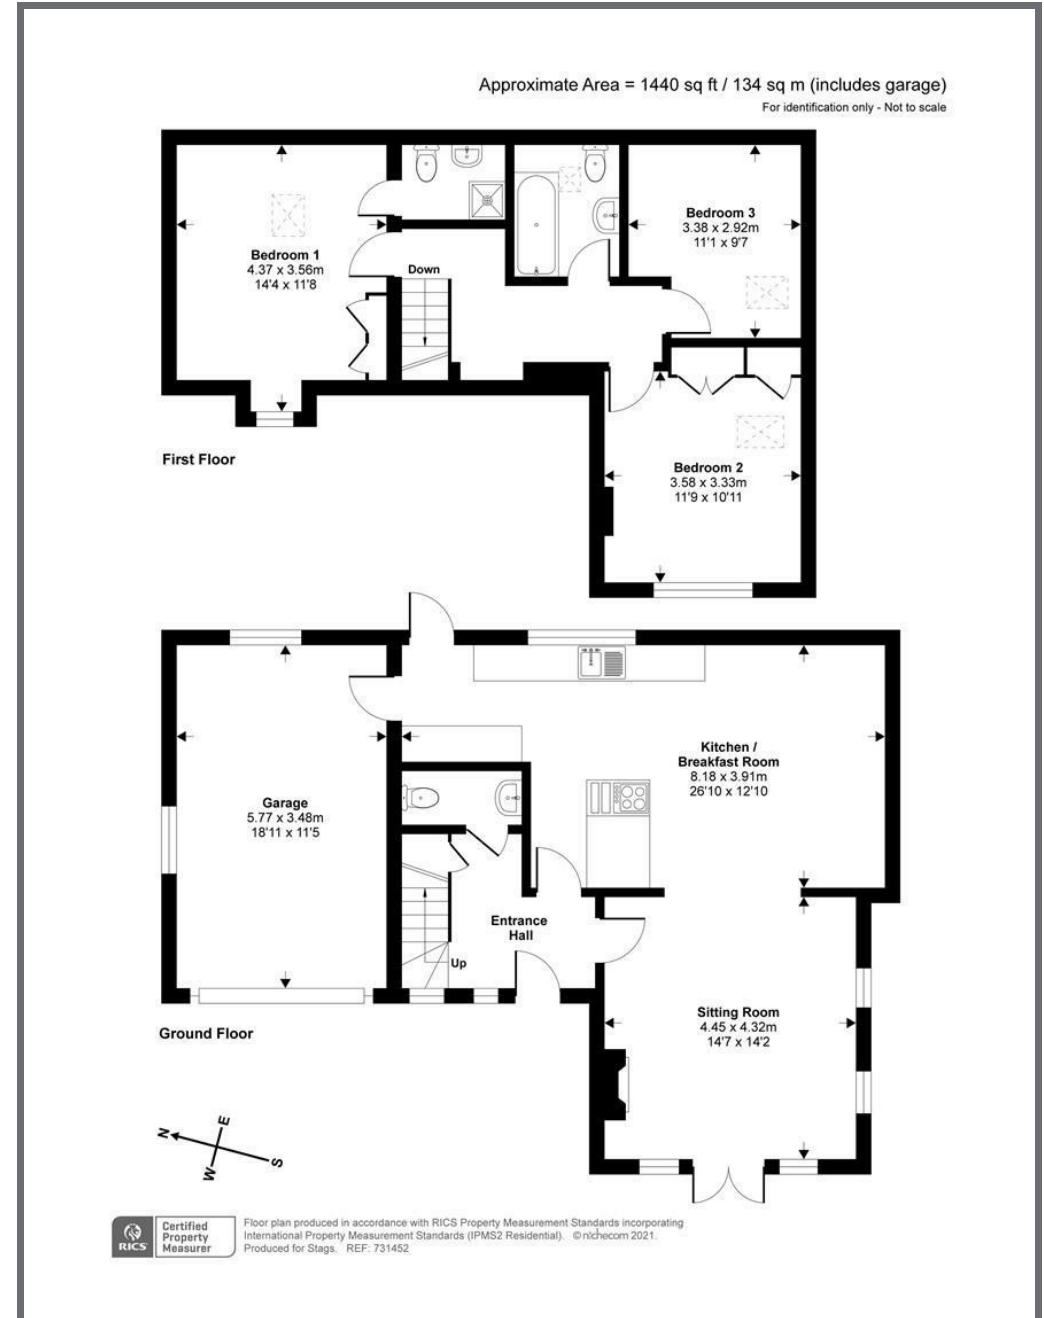 Approximate Area = 1440 sq ft / 134 sq m (includes garage)
For identification only - Not to scale
Bedroom 1
4.37 x 3.56m
14'4 x 11'8
Down
Bedroom 3
3.38 x 2.92m
11'1 x 9'7
Bedroom 2
3.58 x 3.33m
11'9 x 10'11
First Floor
Kitchen /
Breakfast Room
8.18 x 3.91m
26'10 x 12'10
Garage
5.77 x 3.48m
18'11 x 11'5
Entrance
Hall
Up
Sitting Room
4.45 x 4.32m
14'7 x 14'2
Ground Floor
N
E
S
W
RICS
Certified
Property
Measurer
Floor plan produced in accordance with RICS Property Measurement Standards incorporating
International Property Measurement Standards (IPMS2 Residential). © nichecom 2021.
Produced for Stags. REF: 731452